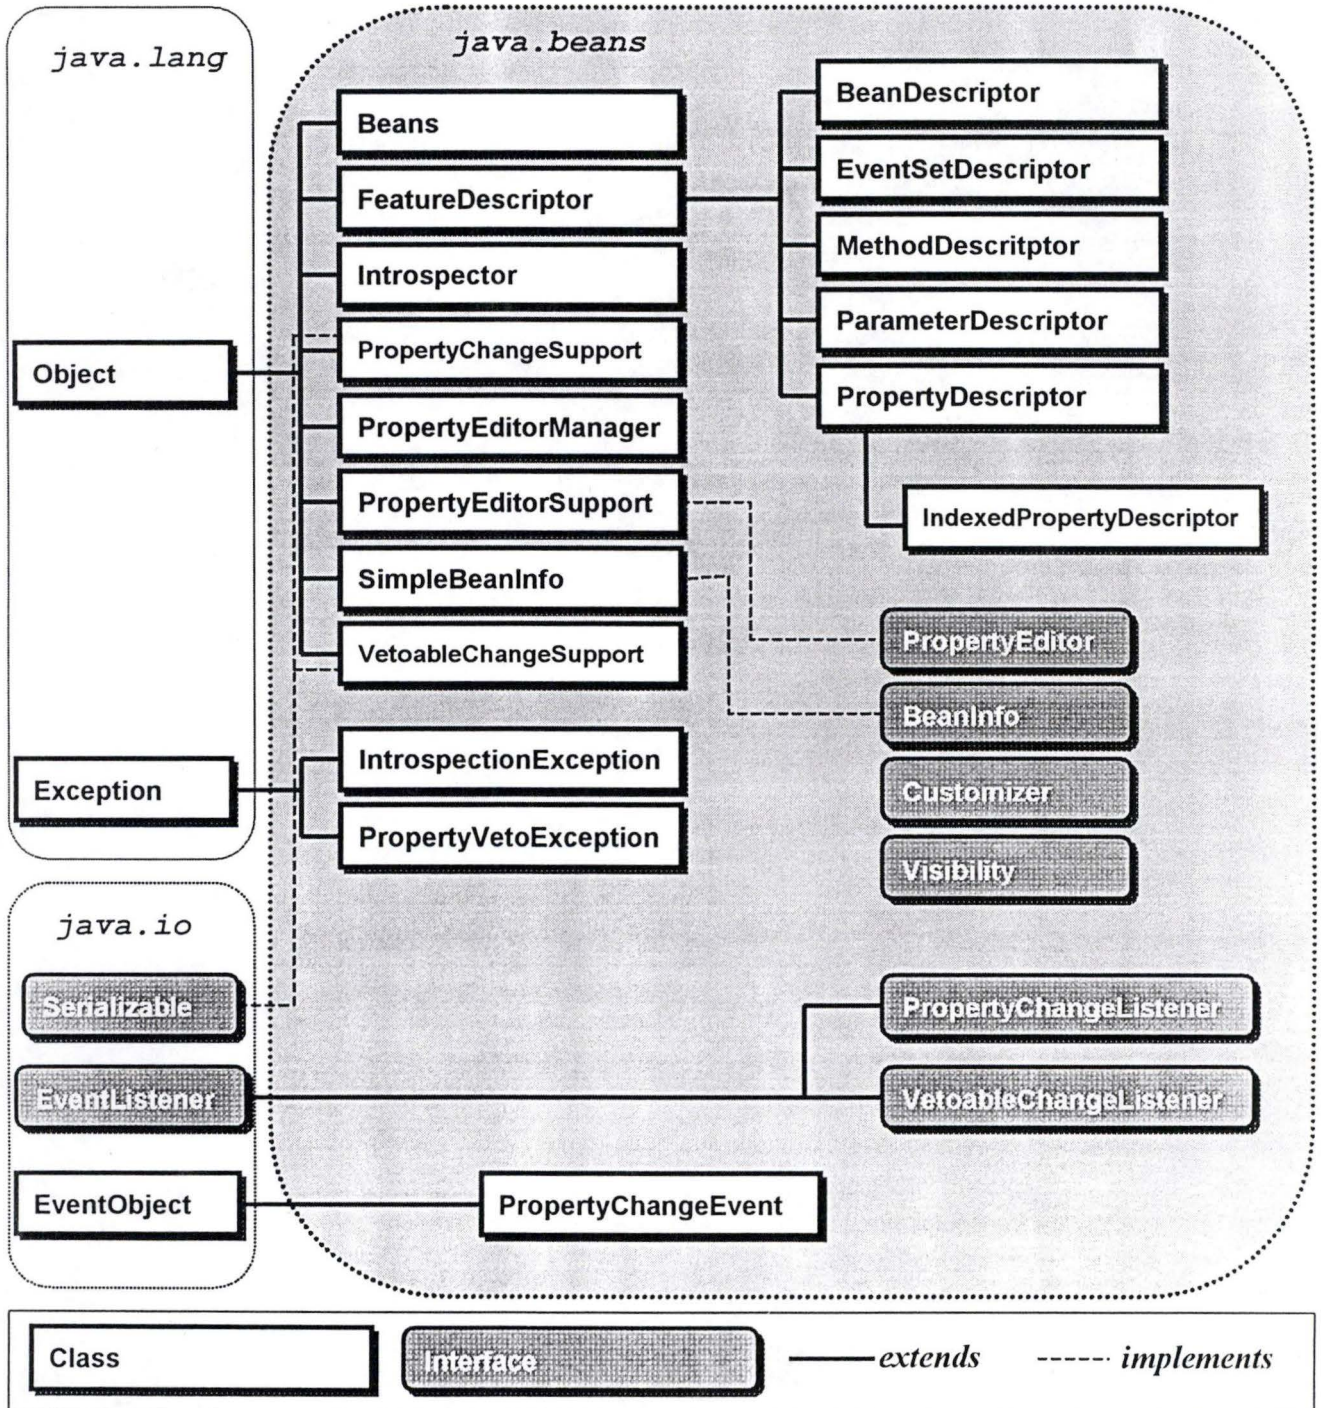 java.lang
java.beans
Beans
FeatureDescriptor
Introspector
PropertyChangeSupport
PropertyEditorManager
PropertyEditorSupport
SimpleBeanInfo
VetoableChangeSupport
BeanDescriptor
EventSetDescriptor
MethodDescritptor
ParameterDescriptor
PropertyDescriptor
IndexedPropertyDescriptor
Object
PropertyEditor
BeanInfo
Customizer
Visibility
Exception
IntrospectionException
PropertyVetoException
java.io
Serializable
EventListener
PropertyChangeListener
VetoableChangeListener
EventObject
PropertyChangeEvent
Class
Interface
extends
implements